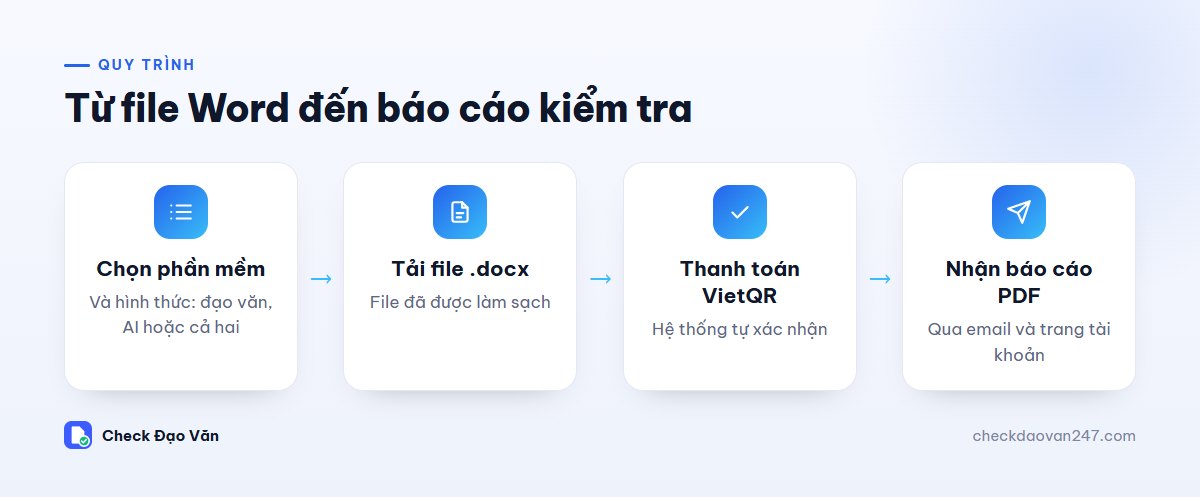 QUY TRÌNH
Từ file Word đến báo cáo kiểm tra
Chọn phần mềm
Và hình thức: đạo văn,
AI hoặc cả hai
Tải file .docx
File đã được làm sạch
Thanh toán
VietQR
Hệ thống tự xác nhận
Nhận báo cáo
PDF
Qua email và trang tài
khoản
Check Đạo Văn
checkdaovan247.com